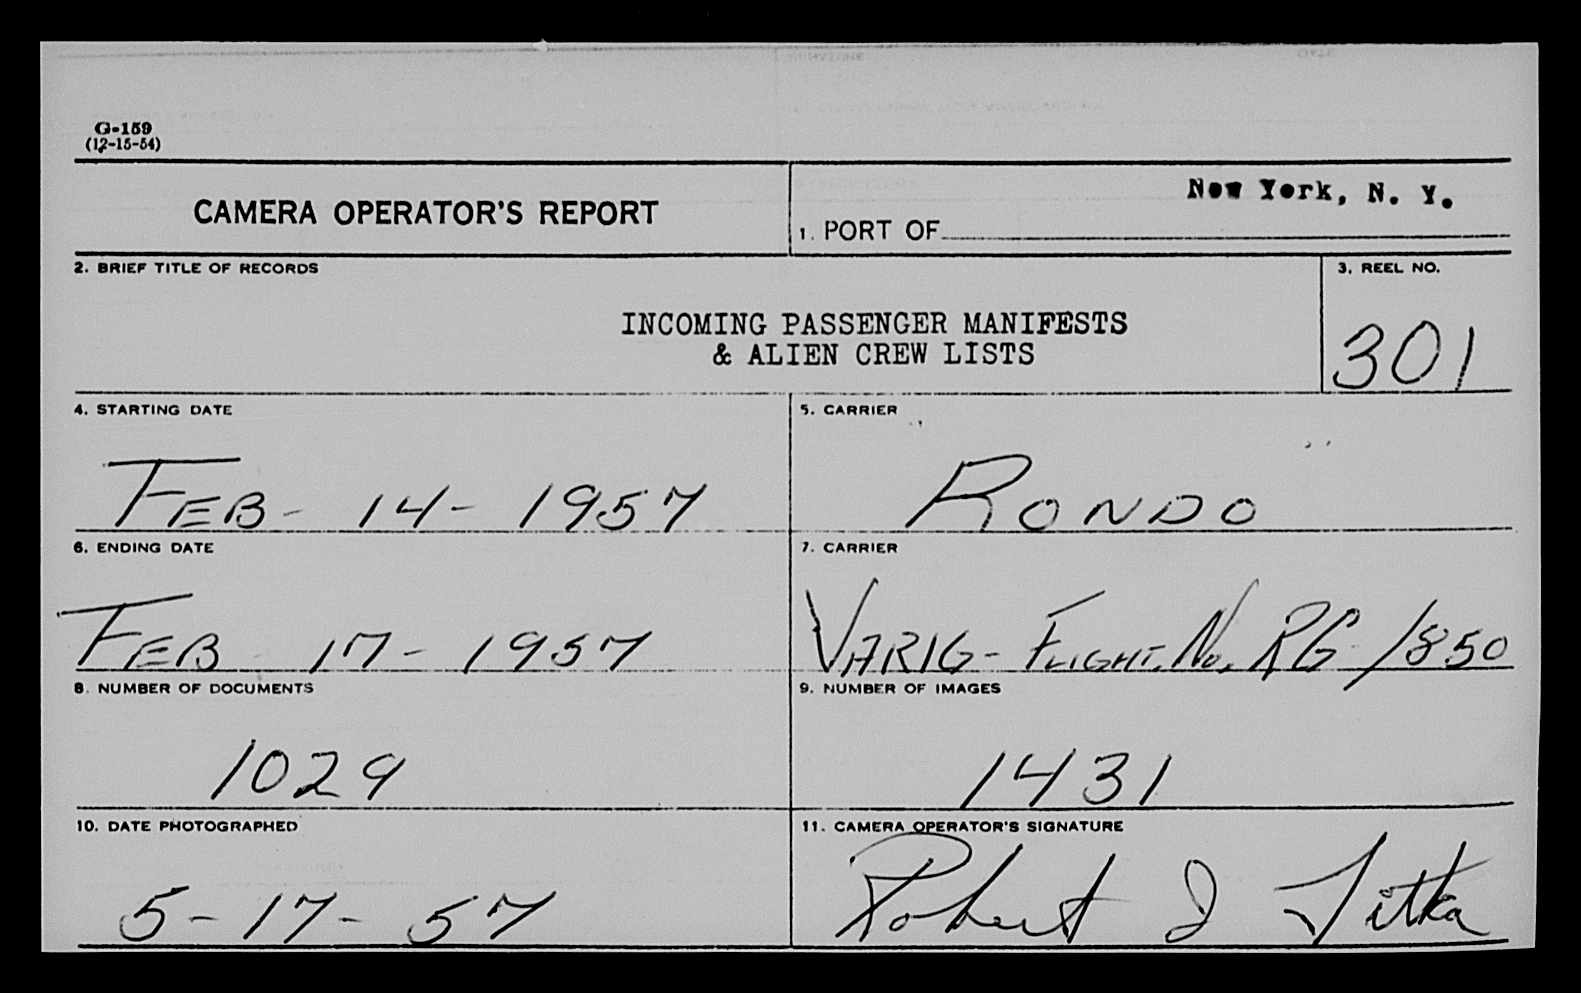 G-159
(12-15-54)
CAMERA OPERATOR'S REPORT
New York, N. Y.
1. PORT OF
2. BRIEF TITLE OF RECORDS
INCOMING PASSENGER MANIFESTS
& ALIEN CREW LISTS
3. REEL NO.
301
4. STARTING DATE
FEB - 14 - 1957
5. CARRIER
RONDO
6. ENDING DATE
FEB 17 - 1957
7. CARRIER
VARIG - FLIGHT. No. RG / 850
8. NUMBER OF DOCUMENTS
1029
9. NUMBER OF IMAGES
1431
10. DATE PHOTOGRAPHED
5 - 17 - 57
11. CAMERA OPERATOR'S SIGNATURE
Robert J